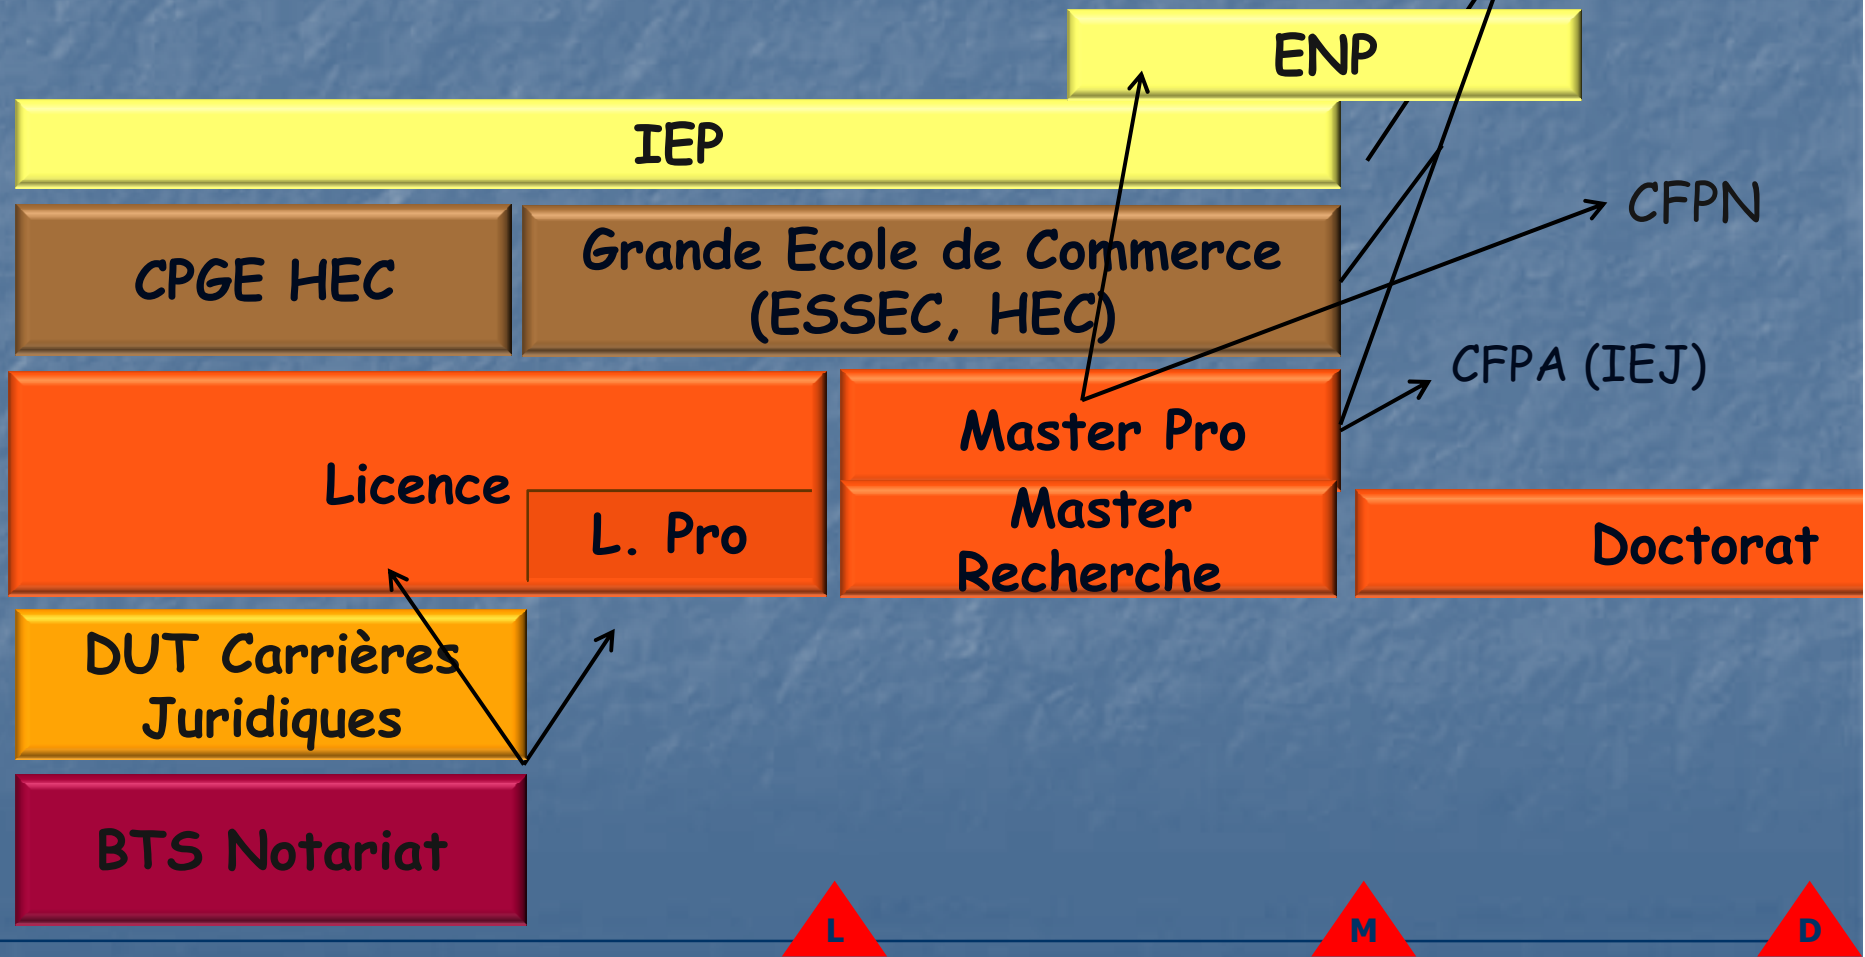 ENP
IEP
CFPN
CPGE HEC
Grande Ecole de Commerce
(ESSEC, HEC)
CFPA (IEJ)
Licence
L. Pro
Master Pro
Master
Recherche
Doctorat
DUT Carrières
Juridiques
BTS Notariat
L
M
D